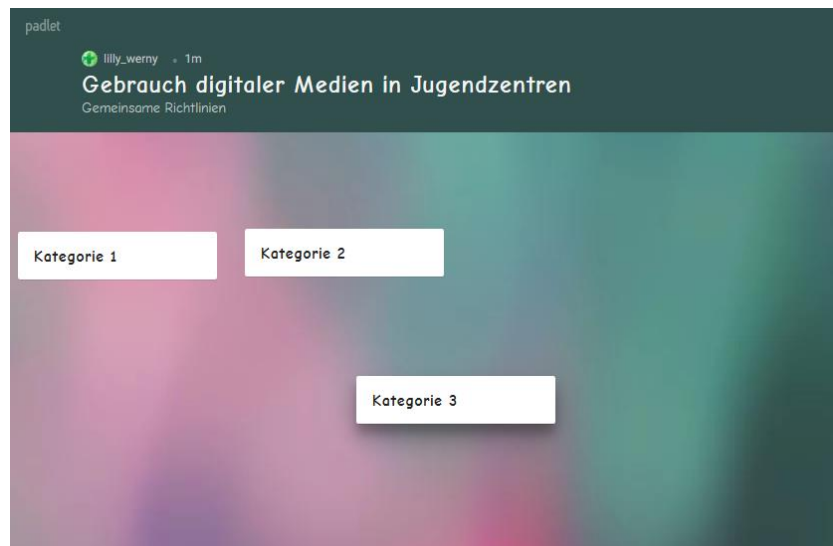 padlet
lilly_werny • 1m
Gebrauch digitaler Medien in Jugendzentren
Gemeinsame Richtlinien
Kategorie 1
Kategorie 2
Kategorie 3